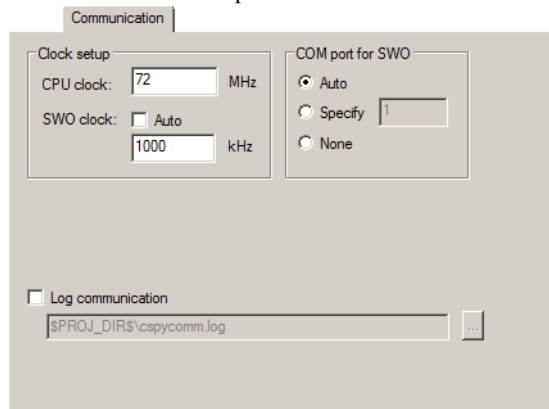 Communication
Clock setup
CPU clock: 72 MHz
SWO clock: Auto
1000 kHz
COM port for SWO
Auto
Specify 1
None
Log communication
$PROJ_DIR$\cspycomm.log
...